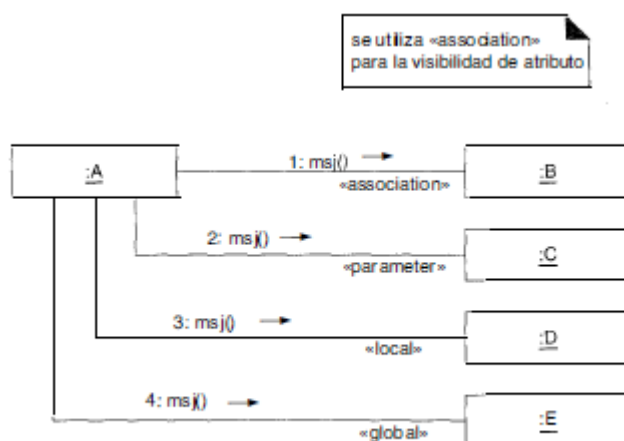 se utiliza «association»
para la visibilidad de atributo
:A
1: msj()
«association»
:B
2: msj()
«parameter»
:C
3: msj()
«local»
:D
4: msj()
«global»
:E